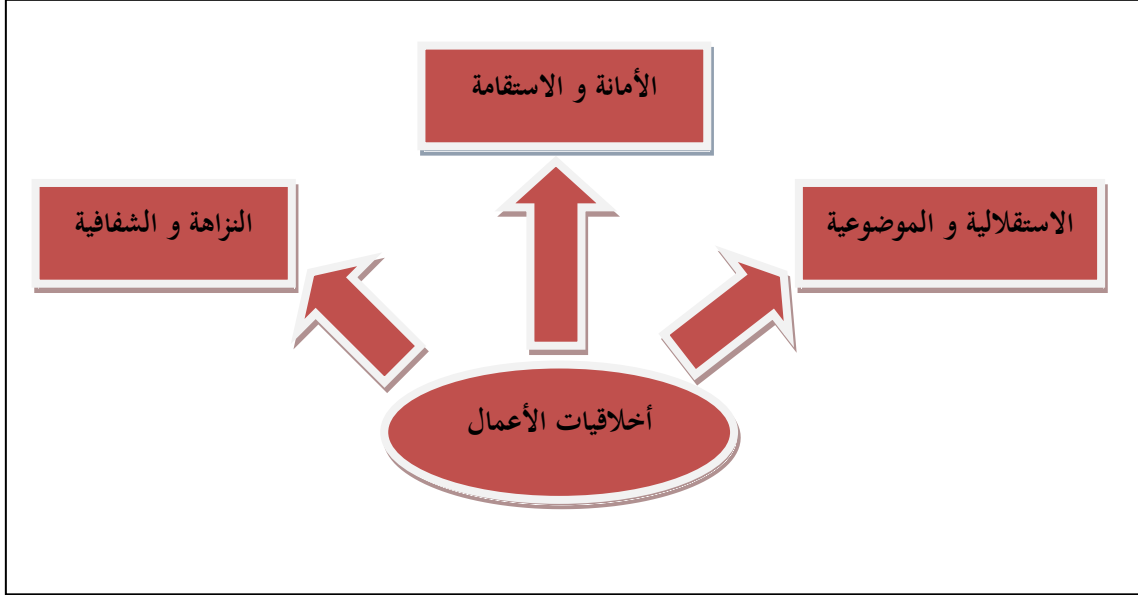 الأمانة و الاستقامة
الاستقلالية و الموضوعية
النزاهة و الشفافية
أخلاقيات الأعمال